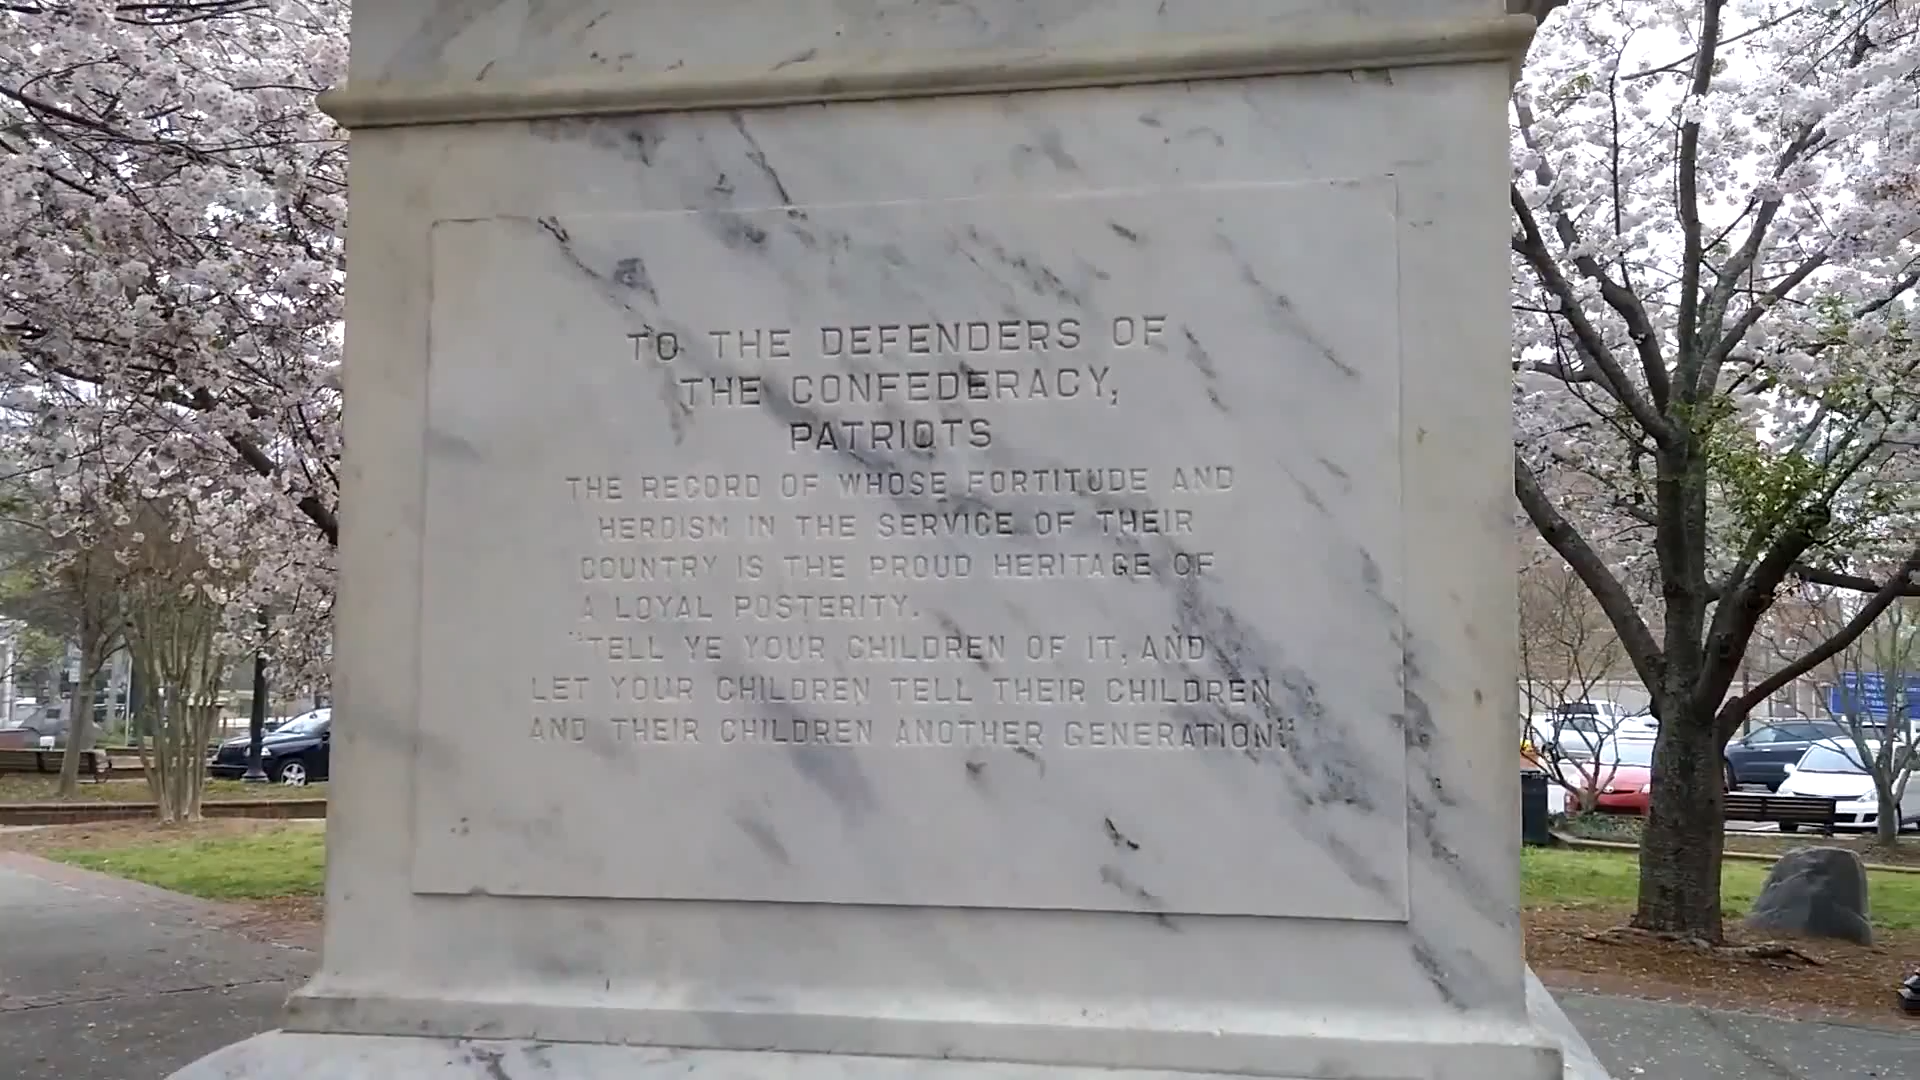 TO THE DEFENDERS OF
THE CONFEDERACY,
PATRIOTS
THE RECORD OF WHOSE FORTITUDE AND
HEROISM IN THE SERVICE OF THEIR
COUNTRY IS THE PROUD HERITAGE OF
A LOYAL POSTERITY.
"TELL YE YOUR CHILDREN OF IT, AND
LET YOUR CHILDREN TELL THEIR CHILDREN
AND THEIR CHILDREN ANOTHER GENERATION."